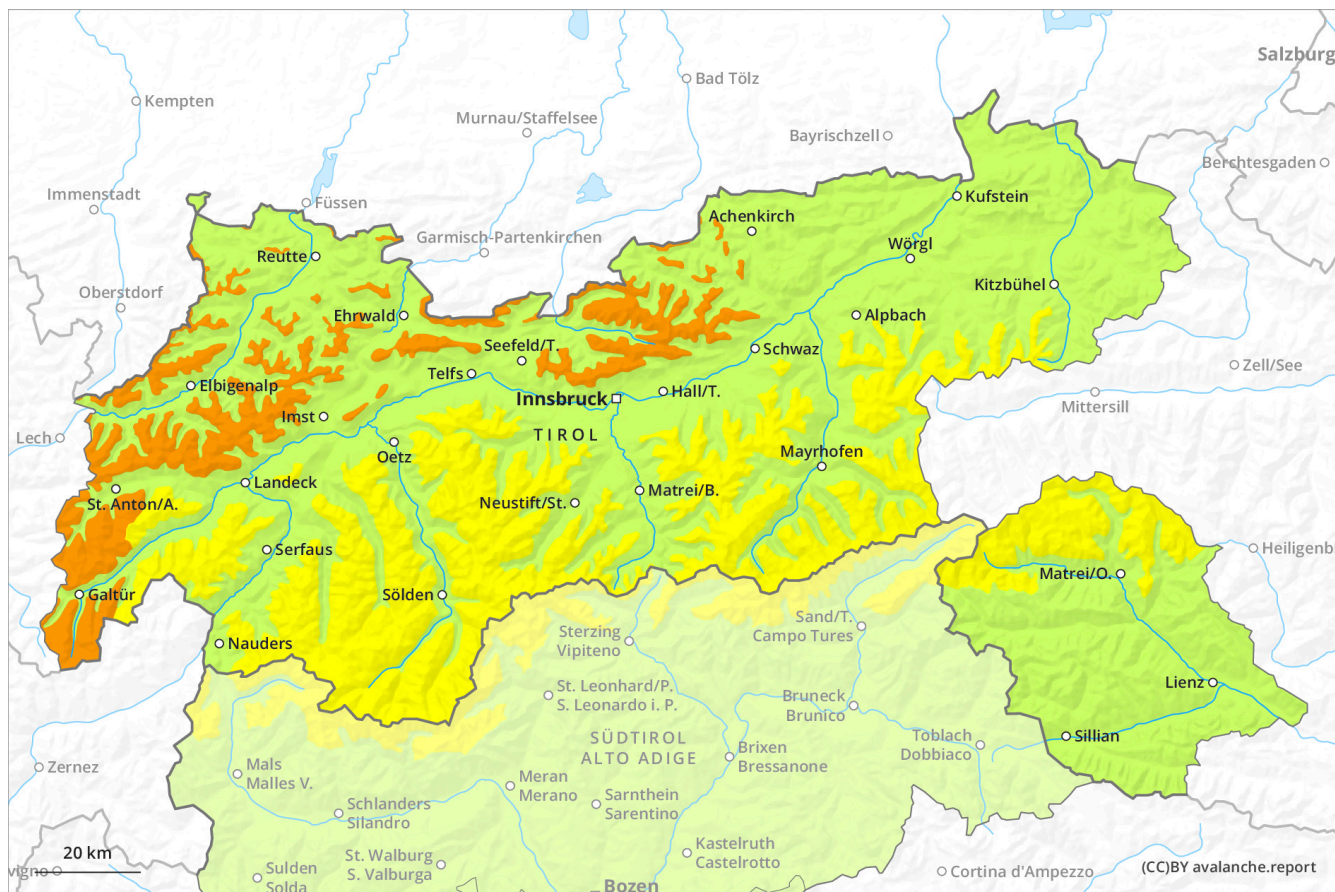 Salzburg
Bad Tölz
Kempten
Murnau/Staffelsee
Bayrischzell
Berchtesgaden
Immenstadt
Füssen
Kufstein
Achenkirch
Garmisch-Partenkirchen
Wörgl
Reutte
Kitzbühel
Oberstdorf
Ehrwald
Alpbach
Seefeld/T.
Schwaz
Zell/See
Telfs
Elbigenalp
Hall/T.
Innsbruck
Mittersill
Imst
Lech
TIROL
Oetz
Mayrhofen
Landeck
Matrei/B.
St. Anton/A.
Neustift/St.
Serfaus
Heiligenb
Matrei/O.
Galtür
Sölden
Sand/T.
Campo Tures
Sterzing
Vipiteno
Nauders
Lienz
St. Leonhard/P.
S. Leonardo i. P.
Bruneck
Brunico
Sillian
Toblach
Dobbiaco
SÜDTIROL
ALTO ADIGE
Brixen
Bressanone
Zernez
Mals
Malles V.
Meran
Merano
Sarnthein
Sarentino
Schlanders
Silandro
Kastelruth
Castelrotto
20 km
St. Walburg
S. Valburga
vigno
Sulden
Solda
Cortina d'Ampezzo
(CC)BY avalanche.report
Bozen